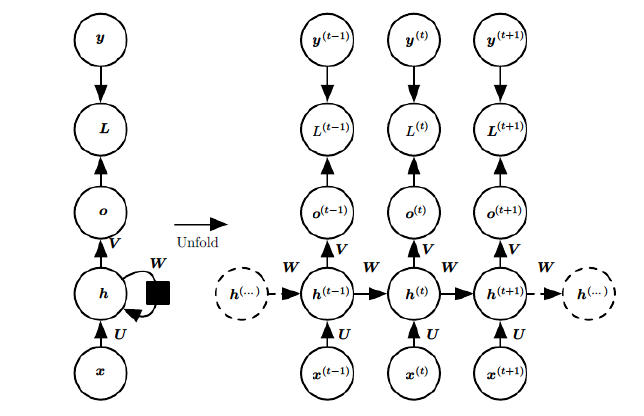 y y(t−1) y(t) y(t+1)
L L(t−1) L(t) L(t+1)
o o(t−1) o(t) o(t+1)
V V V V
Unfold
W W W W W
h h(...) h(t−1) h(t) h(t+1) h(...)
U U U U
x x(t−1) x(t) x(t+1)